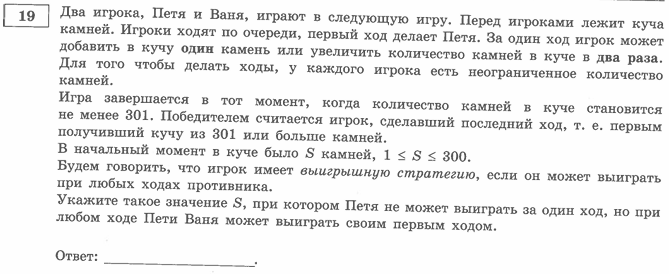 19
Два игрока, Петя и Ваня, играют в следующую игру. Перед игроками лежит куча
камней. Игроки ходят по очереди, первый ход делает Петя. За один ход игрок может
добавить в кучу один камень или увеличить количество камней в куче в два раза.
Для того чтобы делать ходы, у каждого игрока есть неограниченное количество
камней.
Игра завершается в тот момент, когда количество камней в куче становится
не менее 301. Победителем считается игрок, сделавший последний ход, т. е. первым
получивший кучу из 301 или больше камней.
В начальный момент в куче было S камней, 1 ≤ S ≤ 300.
Будем говорить, что игрок имеет выигрышную стратегию, если он может выиграть
при любых ходах противника.
Укажите такое значение S, при котором Петя не может выиграть за один ход, но при
любом ходе Пети Ваня может выиграть своим первым ходом.
Ответ: ____________________.